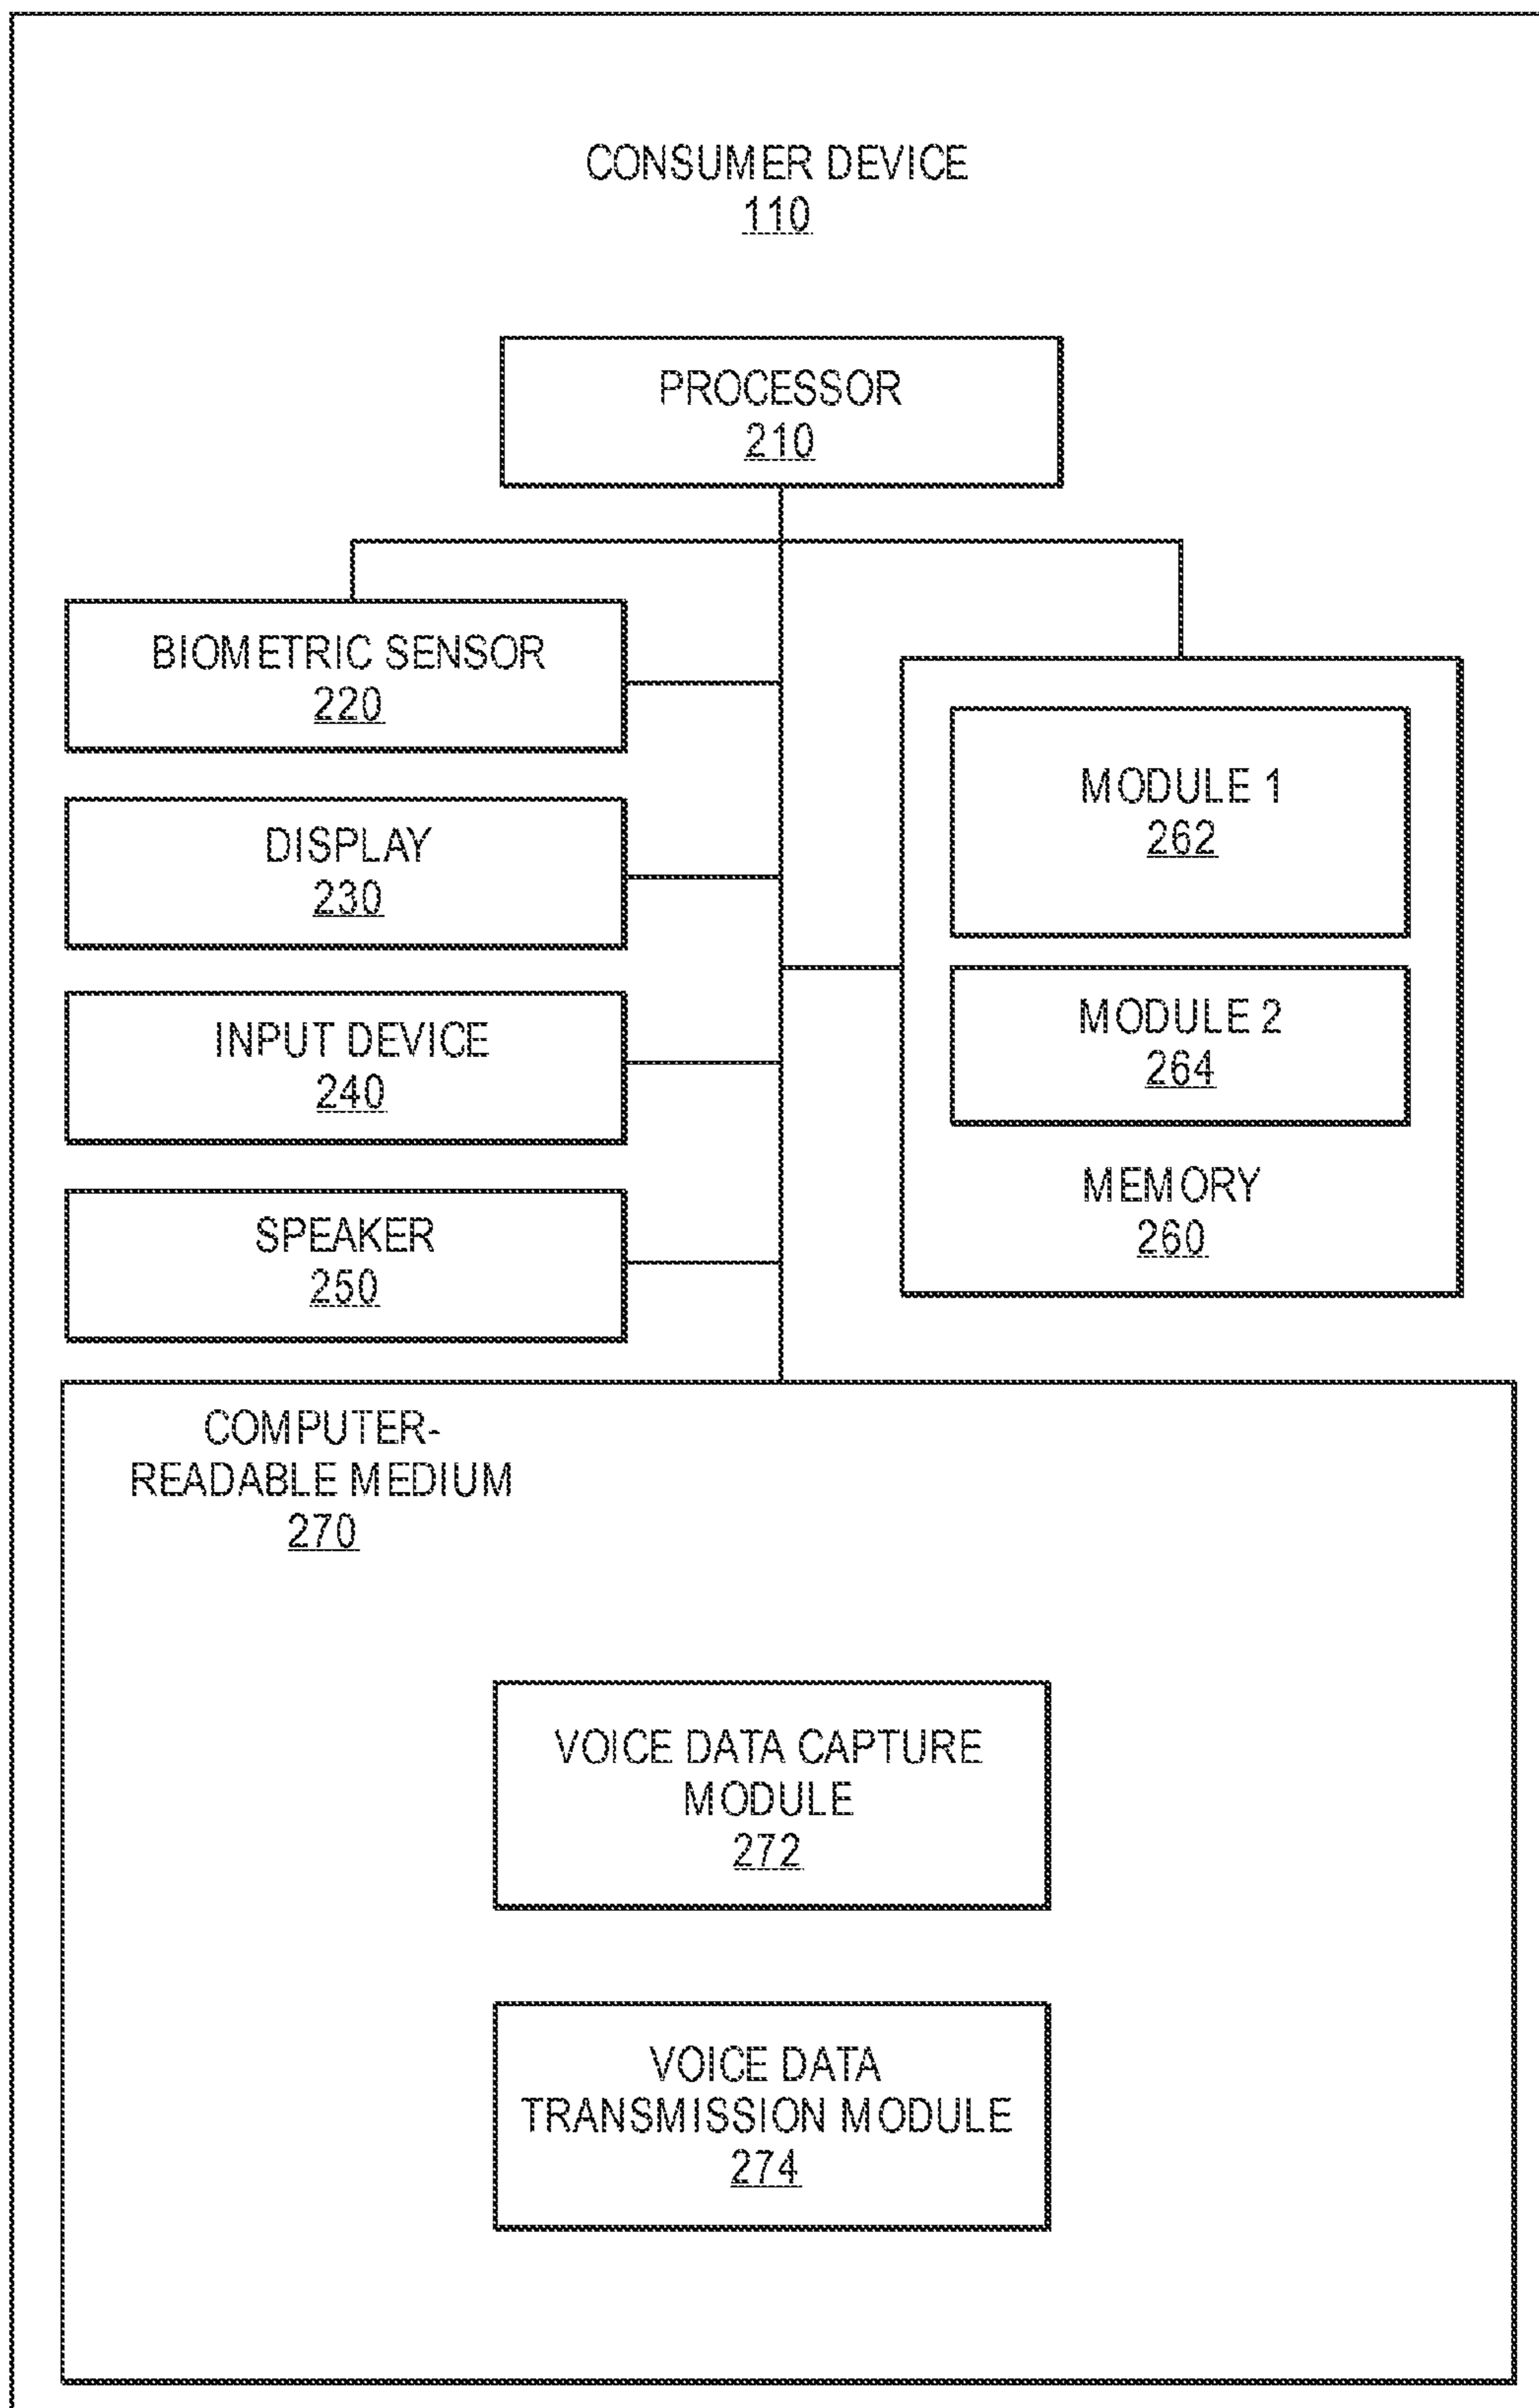 CONSUMER DEVICE
110
PROCESSOR
210
BIOMETRIC SENSOR
220
DISPLAY
230
INPUT DEVICE
240
SPEAKER
250
MODULE 1
262
MODULE 2
264
MEMORY
260
COMPUTER-
READABLE MEDIUM
270
VOICE DATA CAPTURE
MODULE
272
VOICE DATA
TRANSMISSION MODULE
274